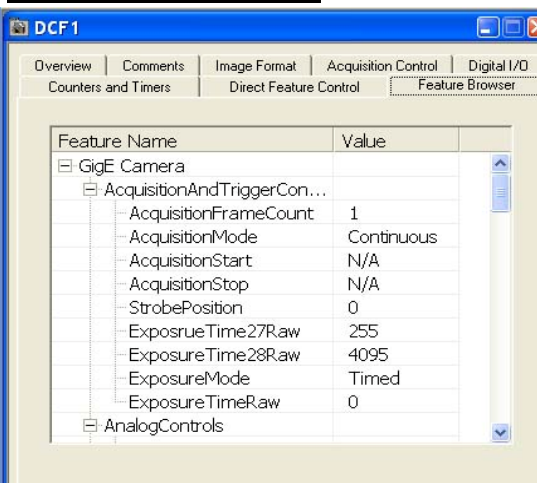 DCF1
Overview Comments Image Format Acquisition Control Digital I/O
Counters and Timers Direct Feature Control Feature Browser
Feature Name Value
GigE Camera
AcquisitionAndTriggerCon...
AcquisitionFrameCount 1
AcquisitionMode Continuous
AcquisitionStart N/A
AcquisitionStop N/A
StrobePosition 0
ExposrueTime27Raw 255
ExposureTime28Raw 4095
ExposureMode Timed
ExposureTimeRaw 0
AnalogControls